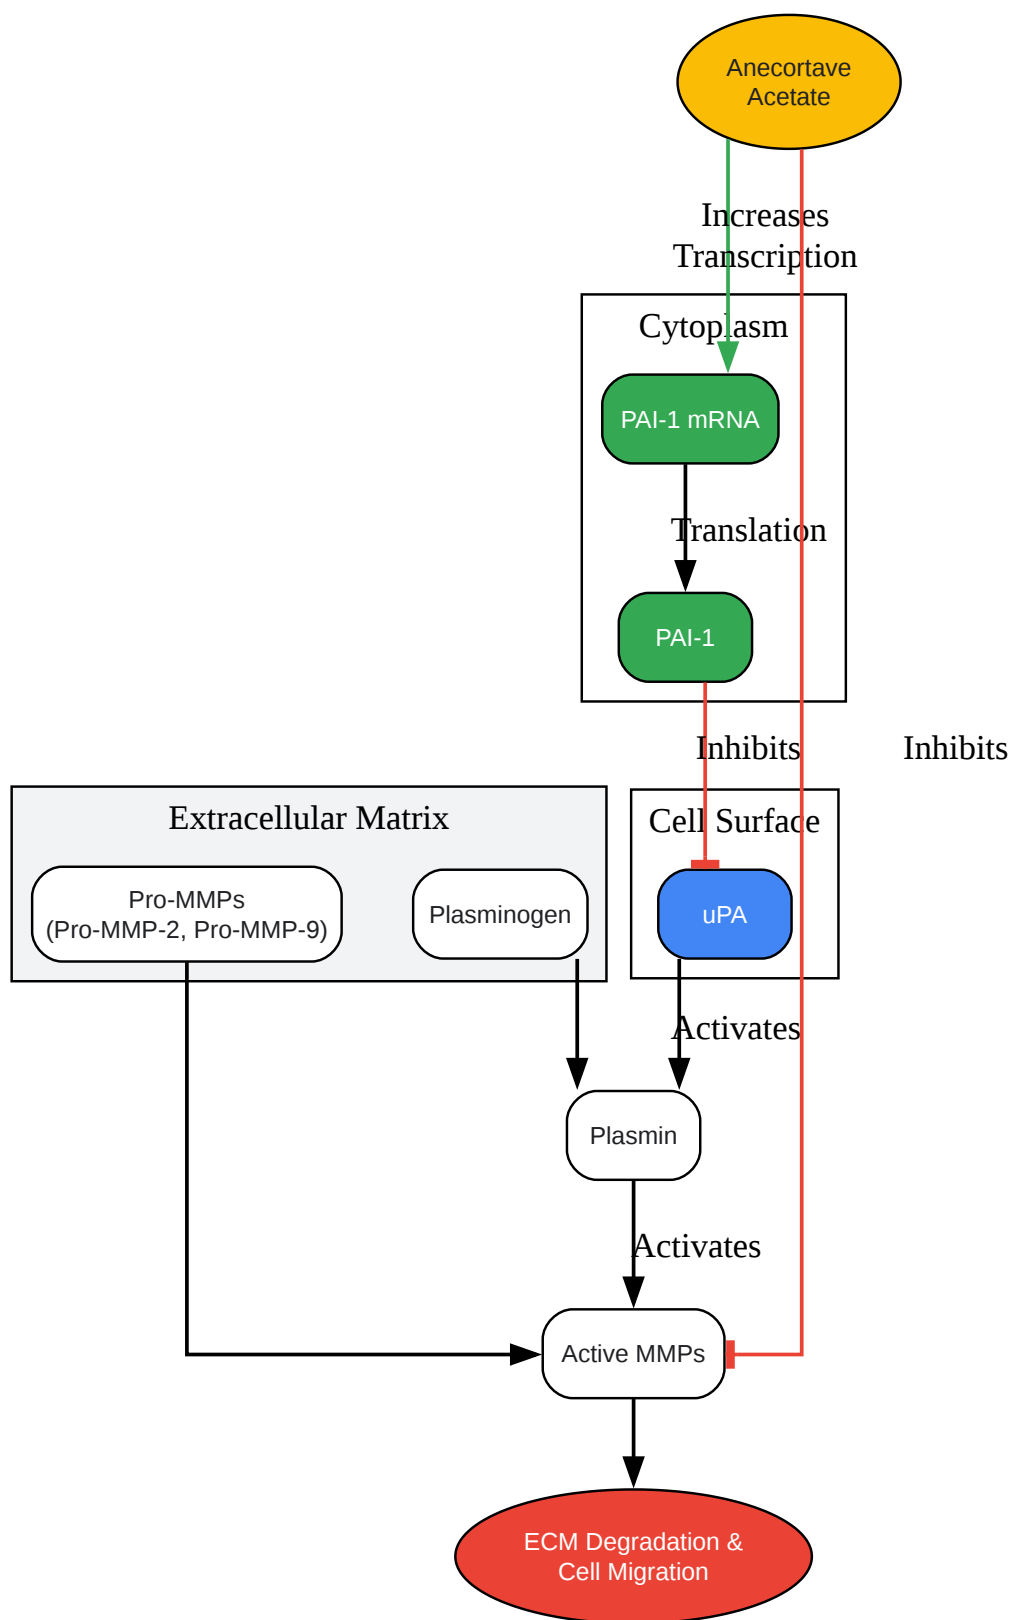 Anecortave
Acetate
Increases
Transcription
Cytoplasm
PAI-1 mRNA
Translation
PAI-1
Inhibits
Inhibits
Extracellular Matrix
Cell Surface
Pro-MMPs
(Pro-MMP-2, Pro-MMP-9)
Plasminogen
uPA
Activates
Plasmin
Activates
Active MMPs
ECM Degradation &
Cell Migration